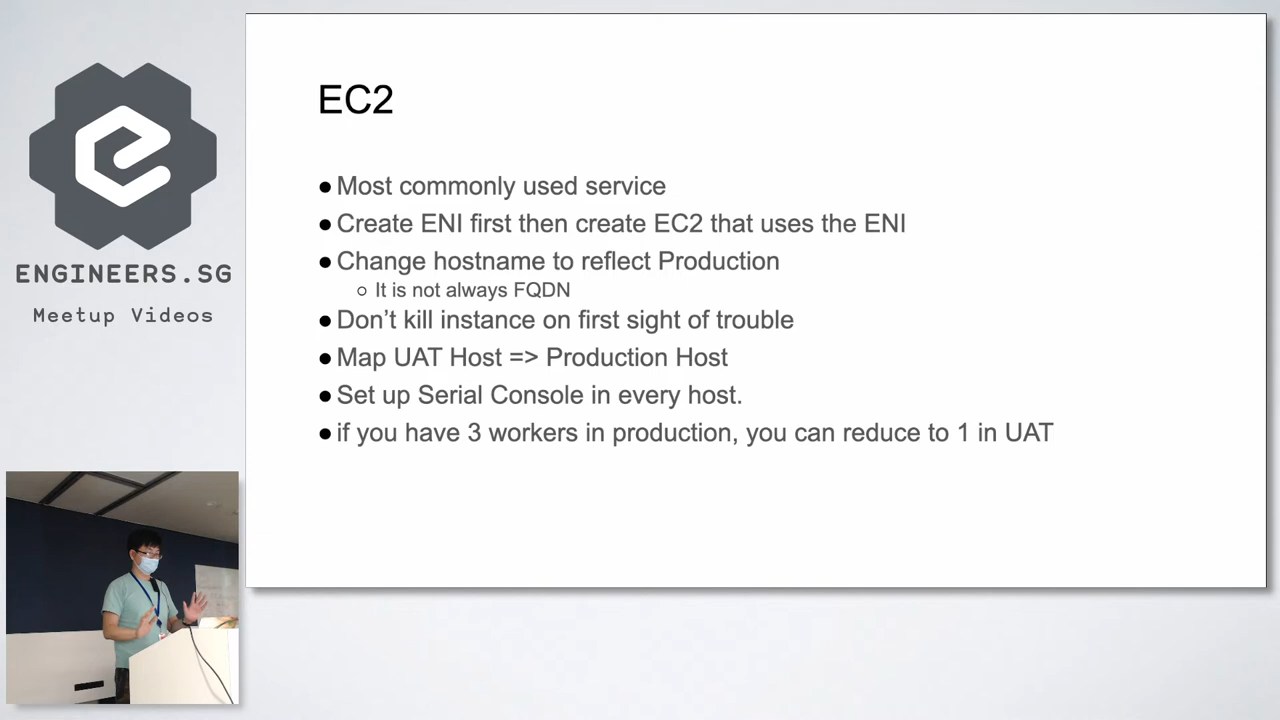 ENGINEERS.SG
Meetup Videos
EC2
● Most commonly used service
● Create ENI first then create EC2 that uses the ENI
● Change hostname to reflect Production
○ It is not always FQDN
● Don’t kill instance on first sight of trouble
● Map UAT Host => Production Host
● Set up Serial Console in every host.
● if you have 3 workers in production, you can reduce to 1 in UAT